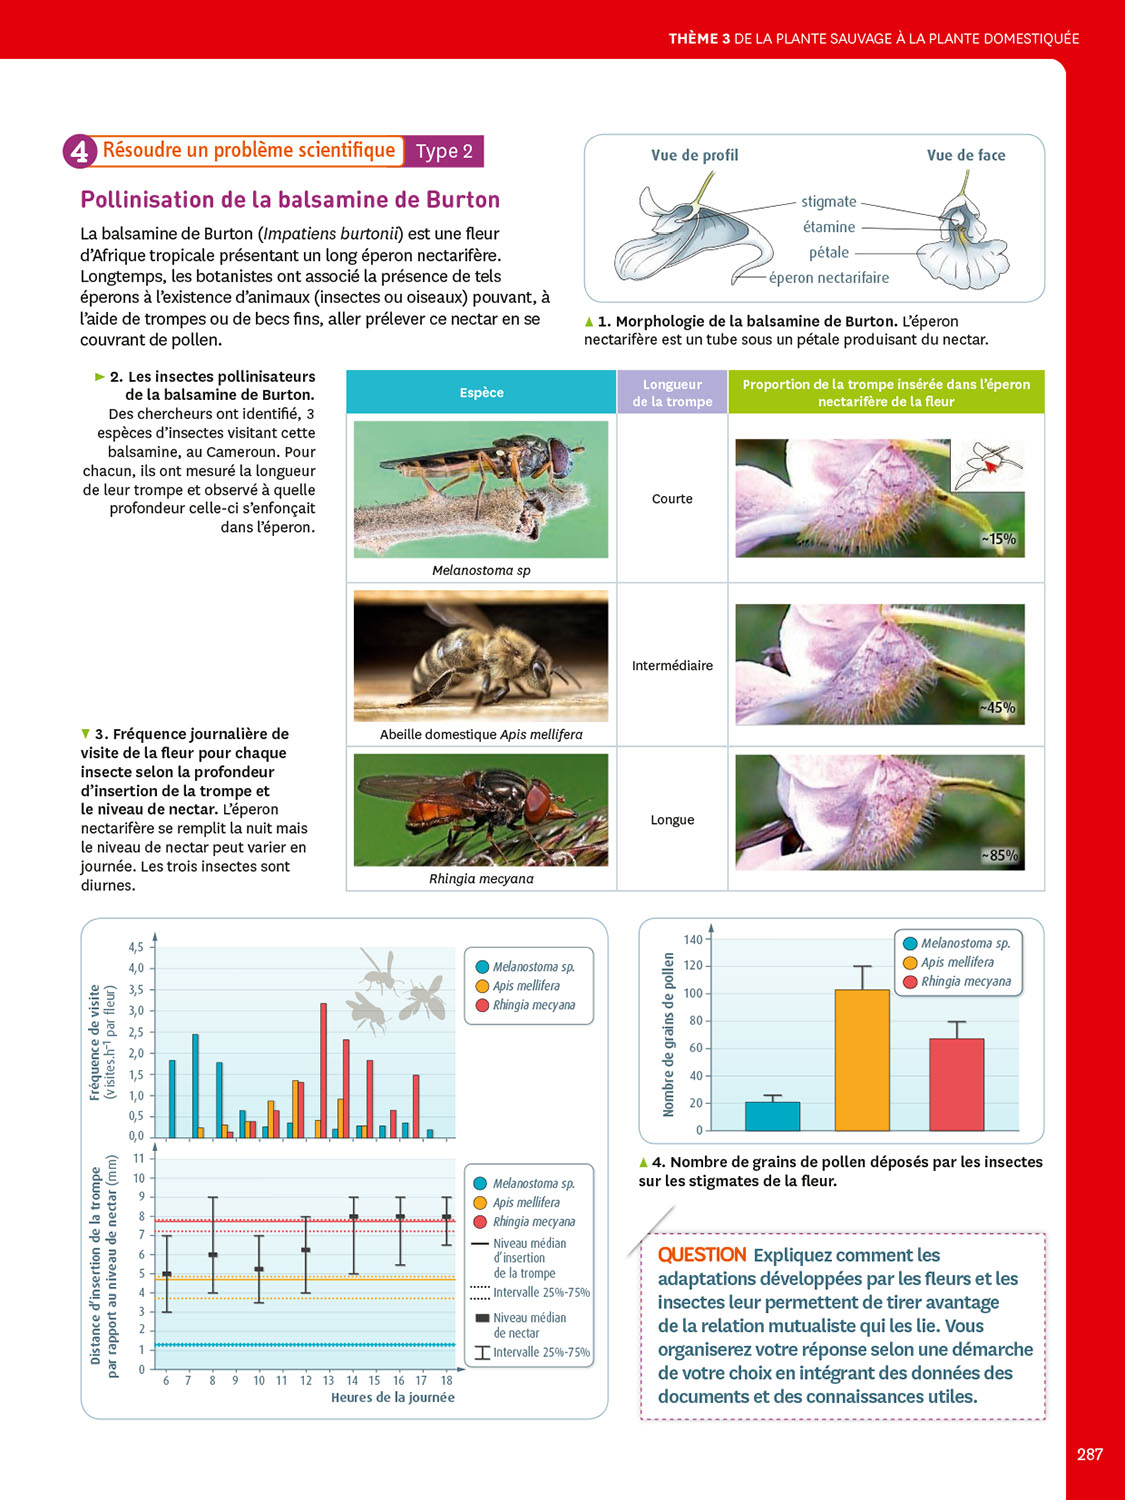 THÈME 3 DE LA PLANTE SAUVAGE À LA PLANTE DOMESTIQUÉE
4 Résoudre un problème scientifique Type 2
Pollinisation de la balsamine de Burton
La balsamine de Burton (Impatiens burtonii) est une fleur
d'Afrique tropicale présentant un long éperon nectarifère.
Longtemps, les botanistes ont associé la présence de tels
éperons à l'existence d'animaux (insectes ou oiseaux) pouvant, à
l'aide de trompes ou de becs fins, aller prélever ce nectar en se
couvrant de pollen.
Vue de profil
Vue de face
stigmate
étamine
pétale
éperon nectarifaire
▲ 1. Morphologie de la balsamine de Burton. L'éperon
nectarifère est un tube sous un pétale produisant du nectar.
► 2. Les insectes pollinisateurs
de la balsamine de Burton.
Des chercheurs ont identifié, 3
espèces d'insectes visitant cette
balsamine, au Cameroun. Pour
chacun, ils ont mesuré la longueur
de leur trompe et observé à quelle
profondeur celle-ci s'enfonçait
dans l'éperon.
Espèce
Longueur
de la trompe
Proportion de la trompe insérée dans l'éperon
nectarifère de la fleur
Melanostoma sp
Courte
~15%
Abeille domestique Apis mellifera
Intermédiaire
~45%
Rhingia mecyana
Longue
~85%
▼ 3. Fréquence journalière de
visite de la fleur pour chaque
insecte selon la profondeur
d'insertion de la trompe et
le niveau de nectar. L'éperon
nectarifère se remplit la nuit mais
le niveau de nectar peut varier en
journée. Les trois insectes sont
diurnes.
Fréquence de visite
(visites.h⁻¹ par fleur)
4,5
4,0
3,5
3,0
2,5
2,0
1,5
1,0
0,5
0,0
Melanostoma sp.
Apis mellifera
Rhingia mecyana
Distance d'insertion de la trompe
par rapport au niveau de nectar (mm)
11
10
9
8
7
6
5
4
3
2
1
0
6 7 8 9 10 11 12 13 14 15 16 17 18
Heures de la journée
Melanostoma sp.
Apis mellifera
Rhingia mecyana
Niveau médian
d'insertion
de la trompe
Intervalle 25%-75%
Niveau médian
de nectar
Intervalle 25%-75%
Nombre de grains de pollen
140
120
100
80
60
40
20
0
Melanostoma sp.
Apis mellifera
Rhingia mecyana
▲ 4. Nombre de grains de pollen déposés par les insectes
sur les stigmates de la fleur.
QUESTION Expliquez comment les
adaptations développées par les fleurs et les
insectes leur permettent de tirer avantage
de la relation mutualiste qui les lie. Vous
organiserez votre réponse selon une démarche
de votre choix en intégrant des données des
documents et des connaissances utiles.
287